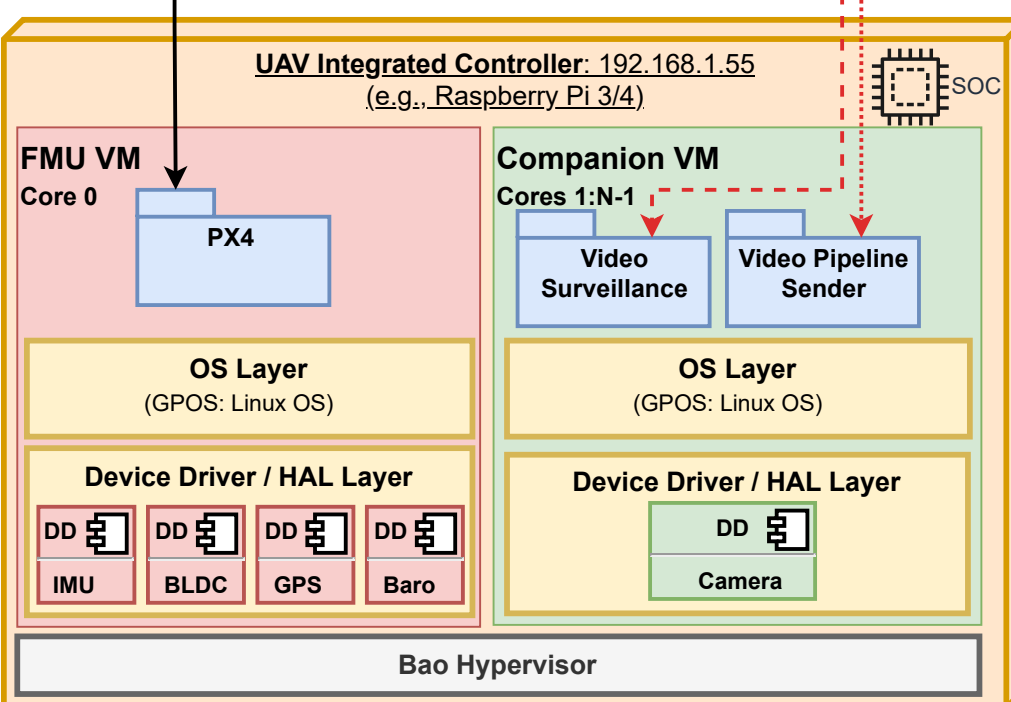 UAV Integrated Controller: 192.168.1.55
(e.g., Raspberry Pi 3/4)
SOC
FMU VM
Core 0
PX4
OS Layer
(GPOS: Linux OS)
Device Driver / HAL Layer
DD
IMU
DD
BLDC
DD
GPS
DD
Baro
Companion VM
Cores 1:N-1
Video
Surveillance
Video Pipeline
Sender
OS Layer
(GPOS: Linux OS)
Device Driver / HAL Layer
DD
Camera
Bao Hypervisor